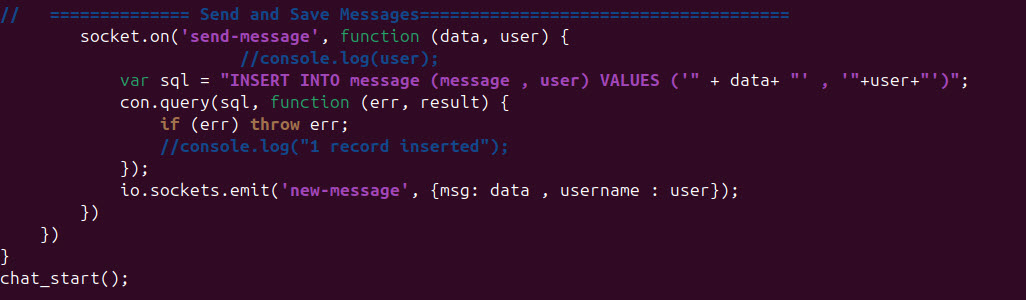 //   ============== Send and Save Messages=====================================
        socket.on('send-message', function (data, user) {
                        //console.log(user);
            var sql = "INSERT INTO message (message , user) VALUES ('" + data+ "' , '"+user+"')";
            con.query(sql, function (err, result) {
                if (err) throw err;
                //console.log("1 record inserted");
            });
            io.sockets.emit('new-message', {msg: data , username : user});
        })
    })
}
chat_start();